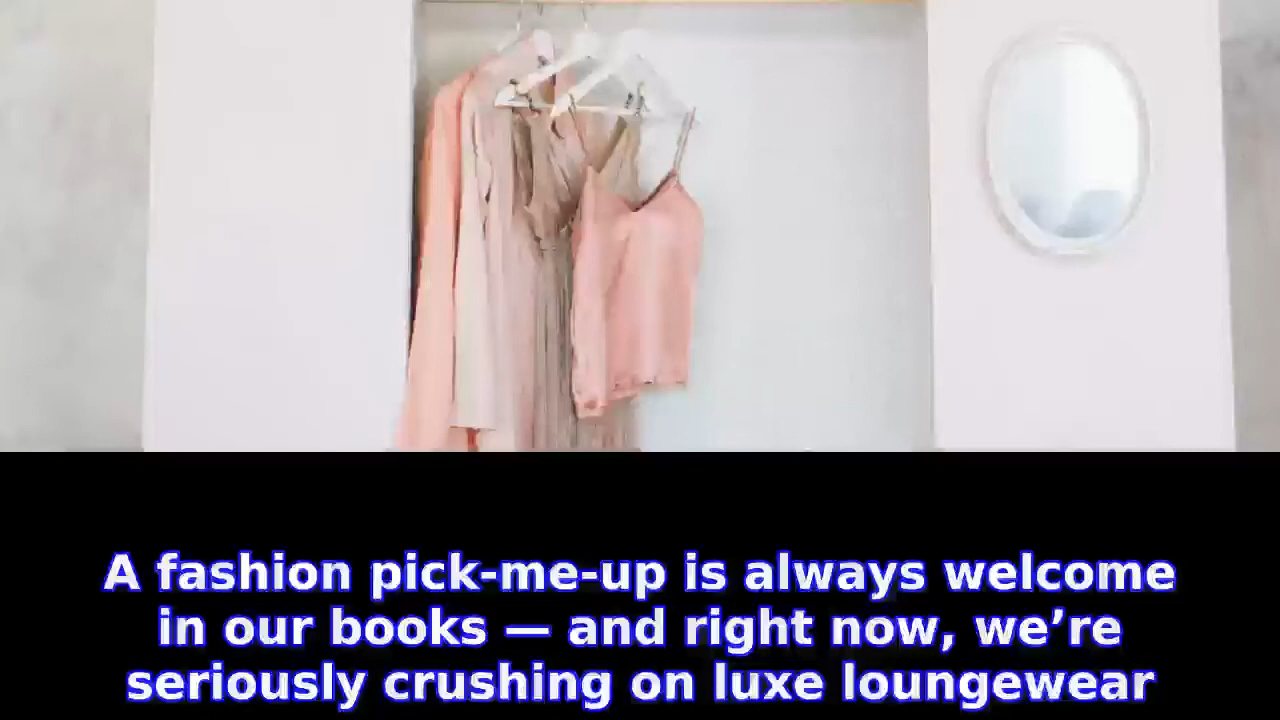 A fashion pick-me-up is always welcome
in our books — and right now, we’re
seriously crushing on luxe loungewear